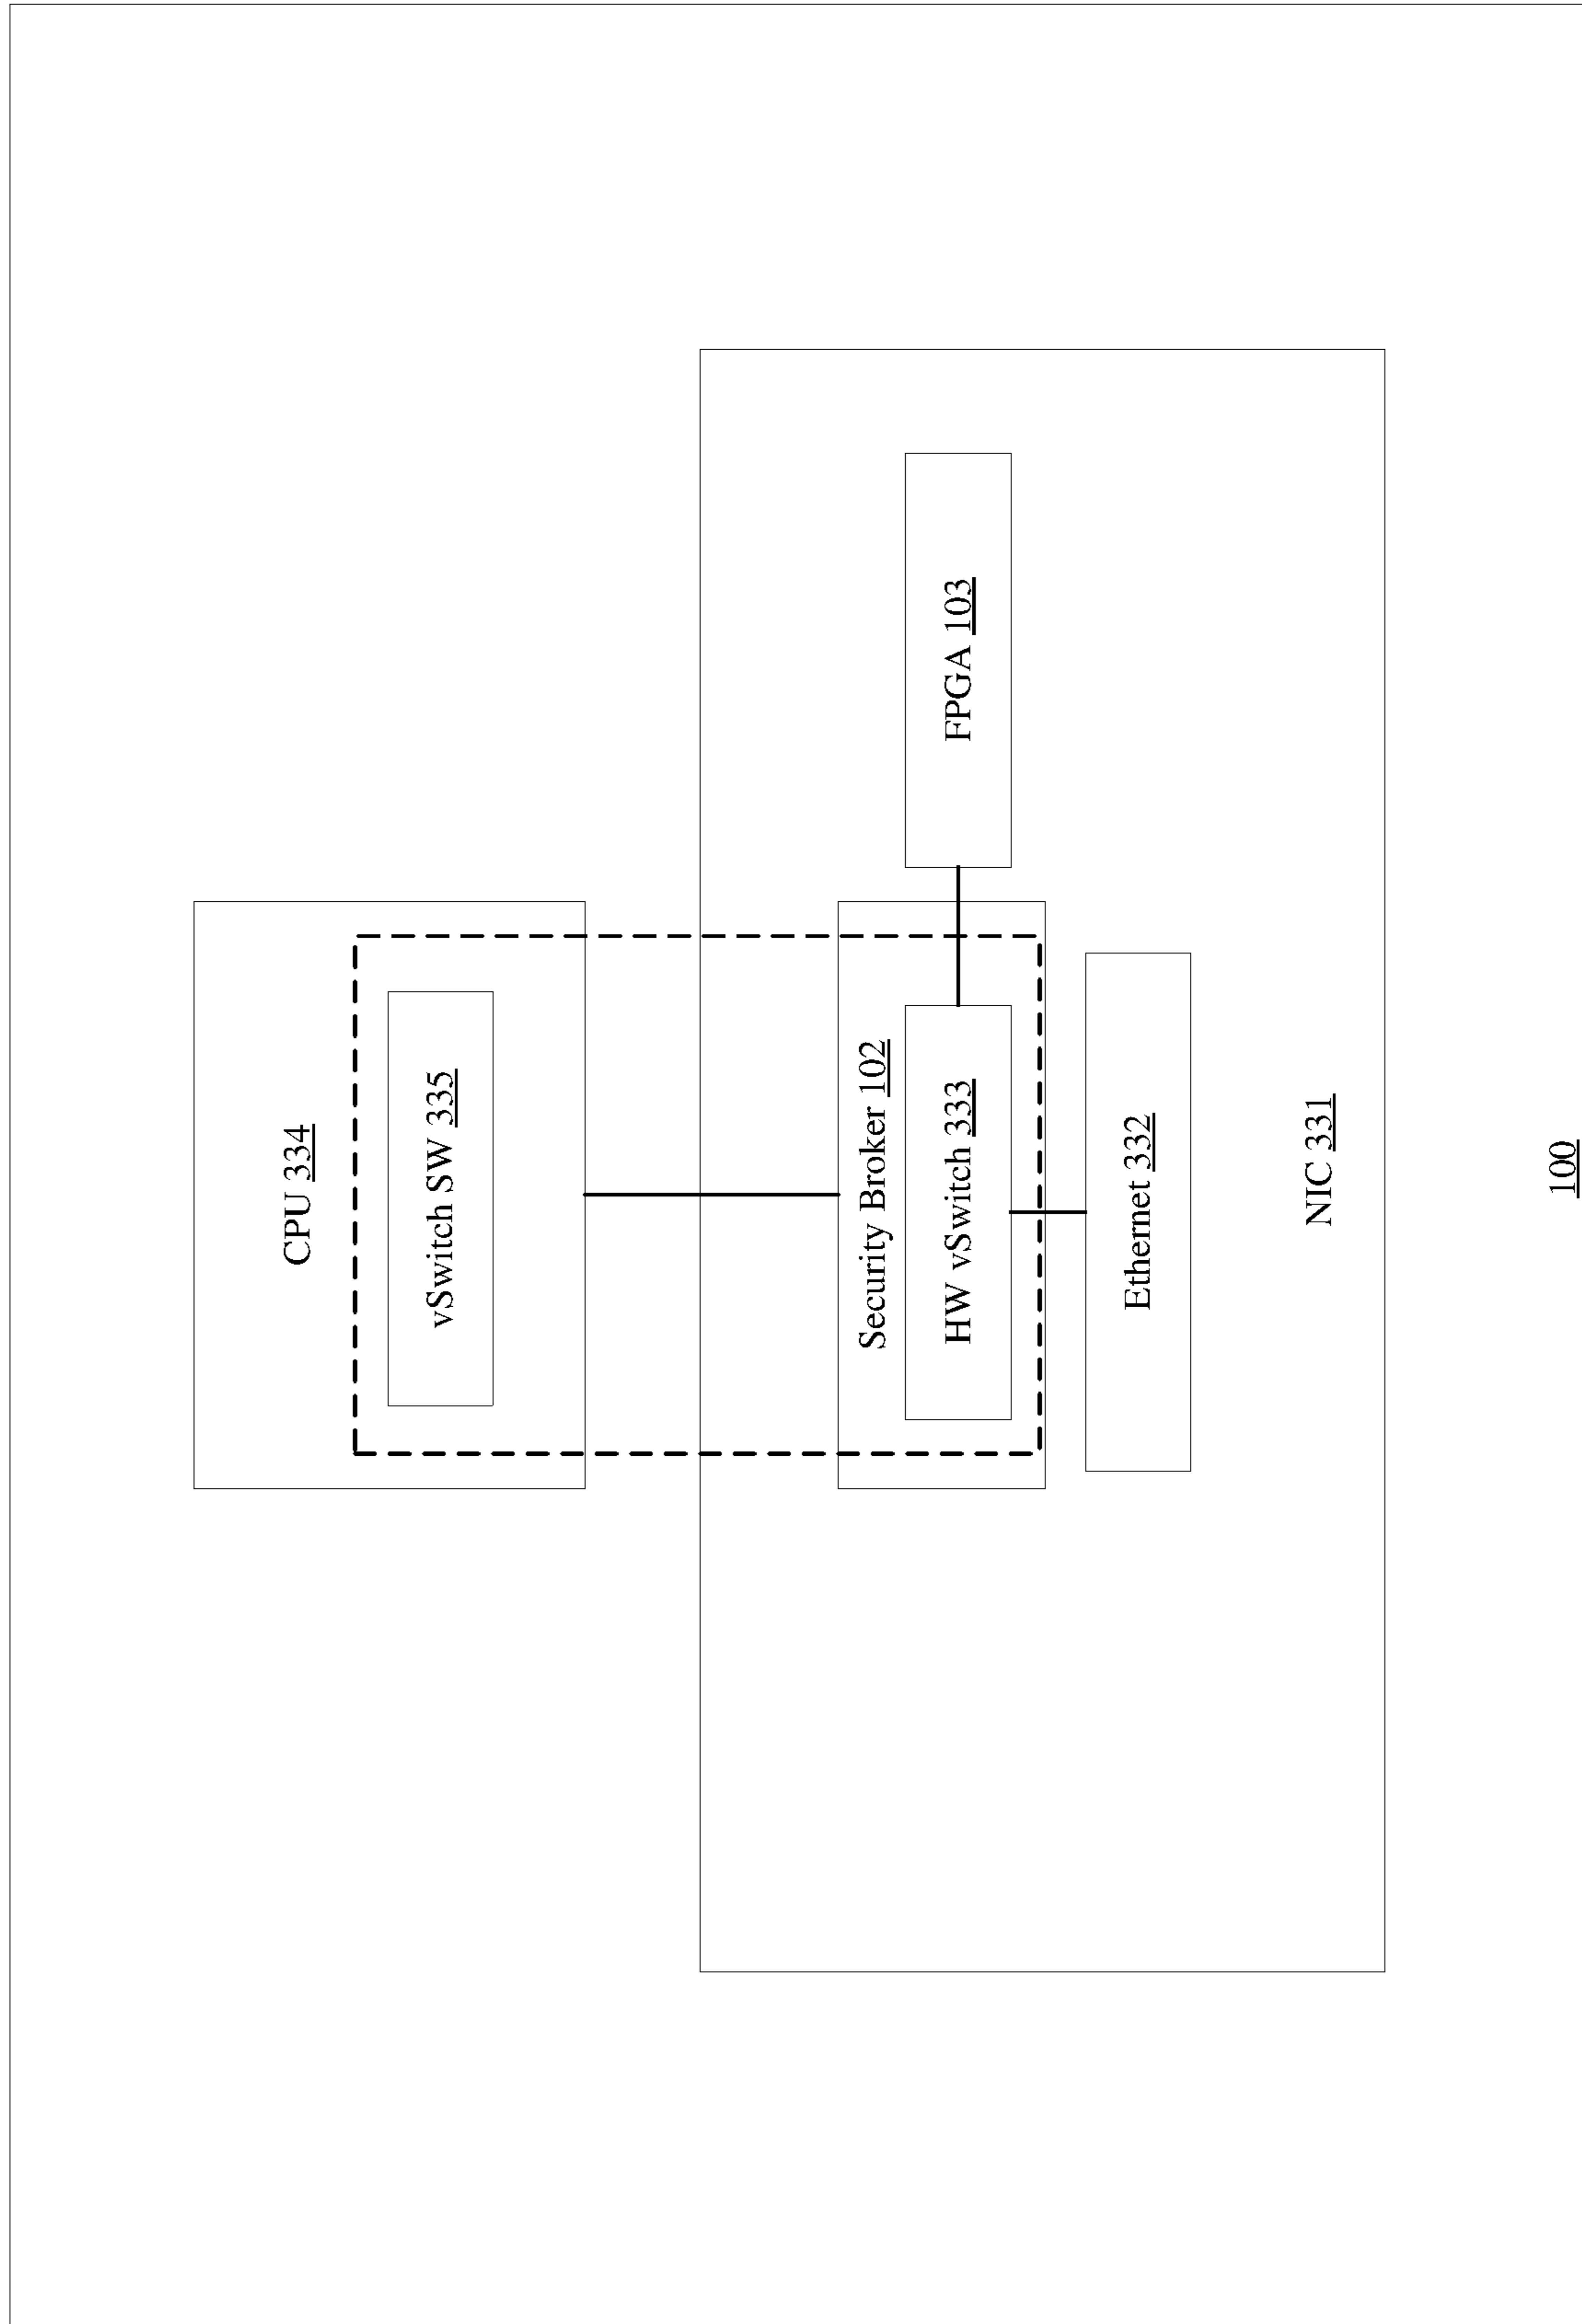 CPU 334
vSwitch SW 335
Security Broker 102
HW vSwitch 333
FPGA 103
Ethernet 332
NIC 331
100